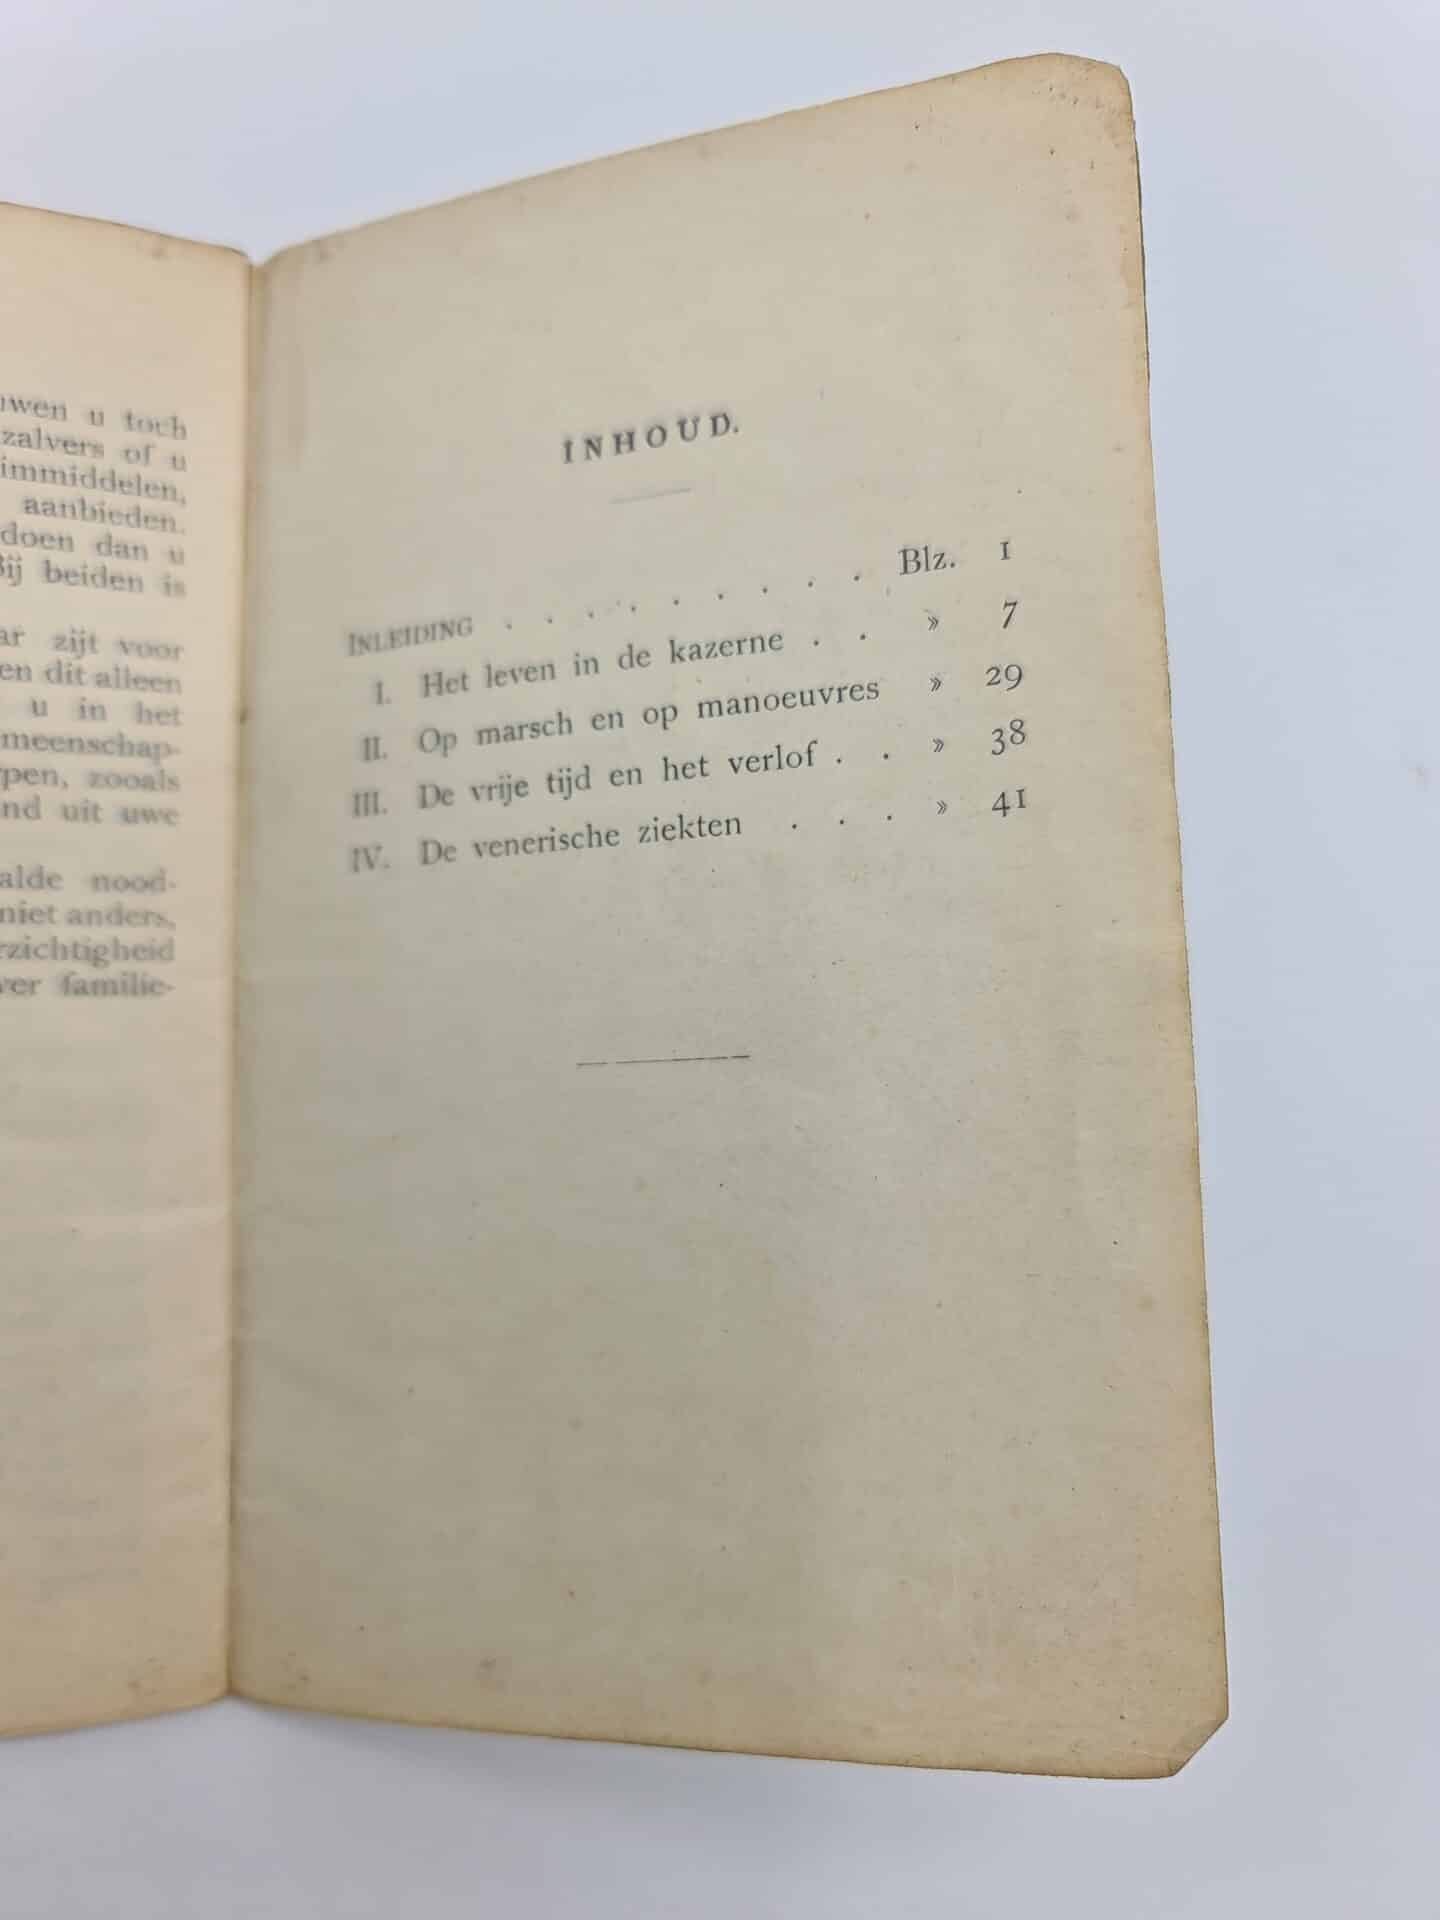 uwen u toch
zalvers of u
immiddelen,
aanbieden.
doen dan u
Bij beiden is
ar zijt voor
en dit alleen
u in het
meenschap-
pen, zooals
nd uit uwe
alde nood-
niet anders,
rzichtigheid
ver familie-
INHOUD.
INLEIDING . . . . . . . . . Blz. 1
I. Het leven in de kazerne . . » 7
II. Op marsch en op manoeuvres » 29
III. De vrije tijd en het verlof . . » 38
IV. De venerische ziekten . . . » 41